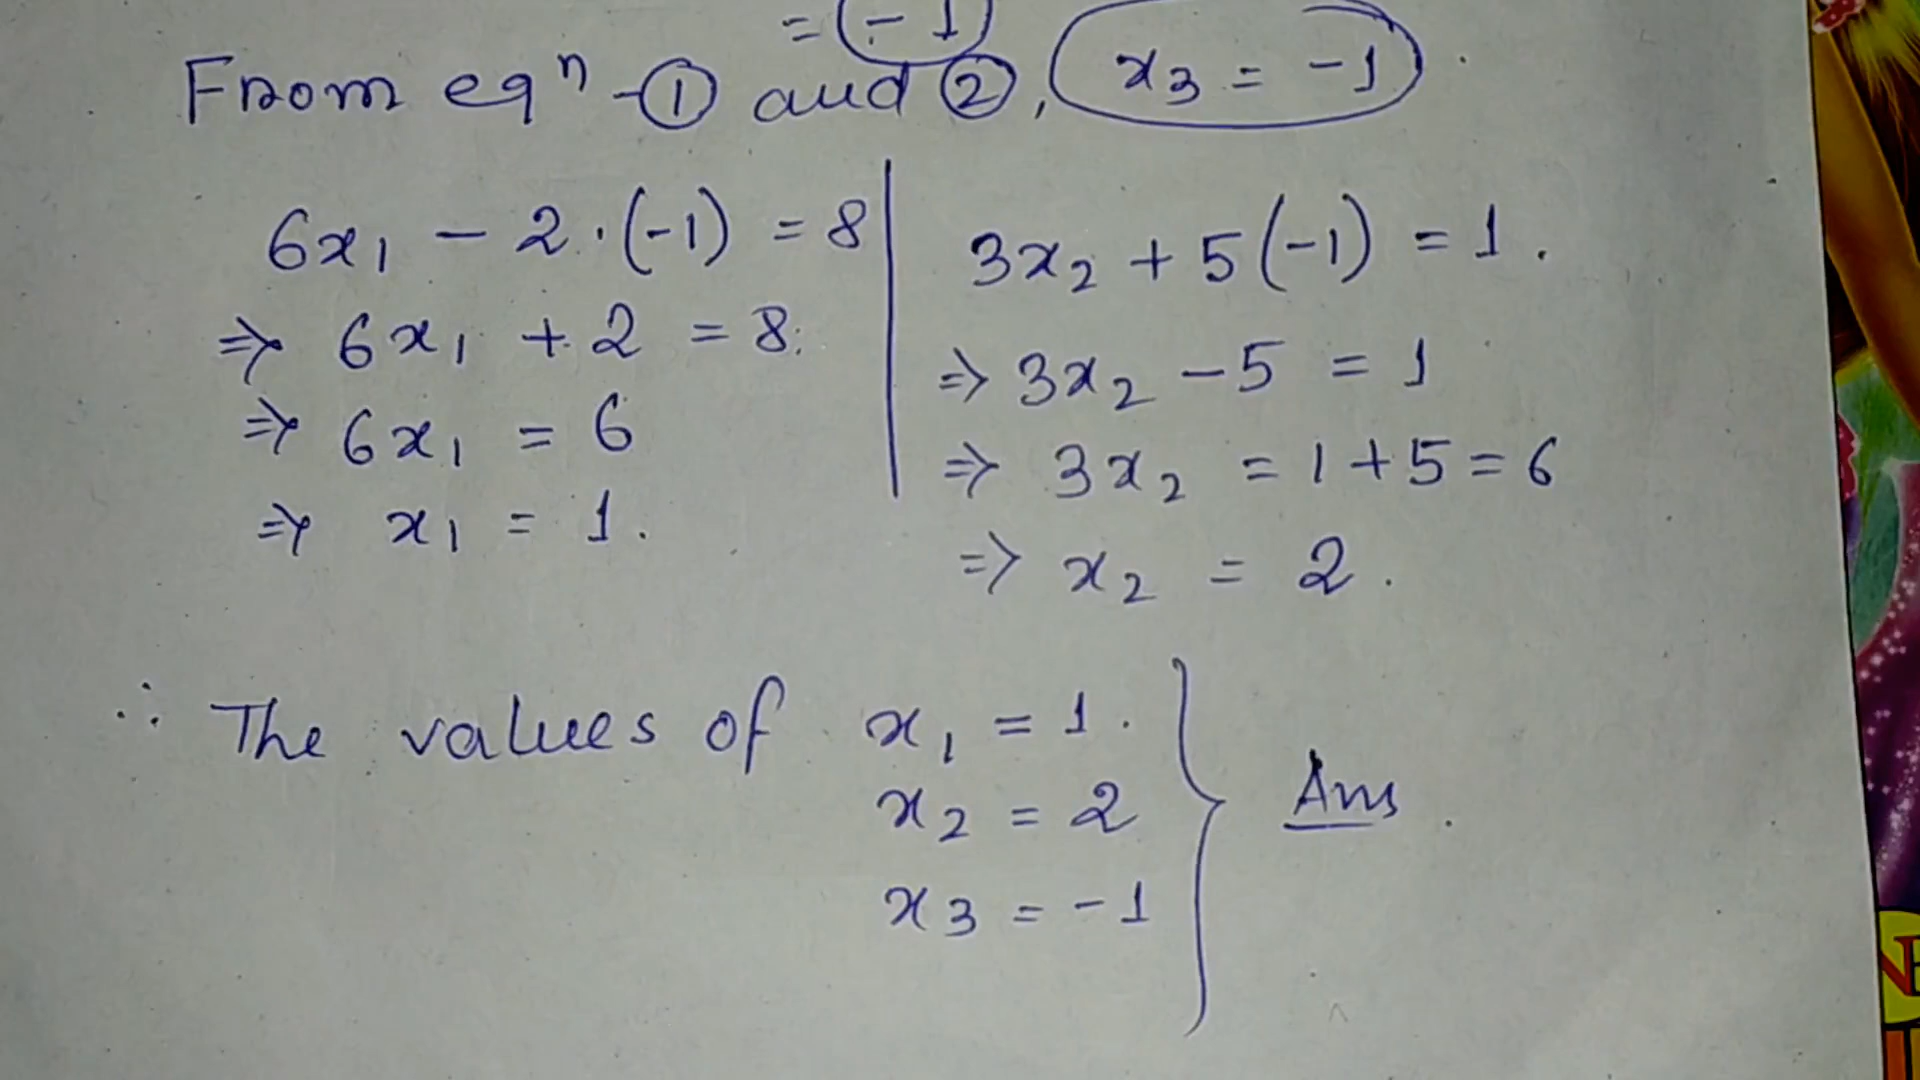 = -1
From eqⁿ - ① and ②, x₃ = -1.
6x₁ - 2·(-1) = 8
⇒ 6x₁ + 2 = 8
⇒ 6x₁ = 6
⇒ x₁ = 1.
3x₂ + 5(-1) = 1.
⇒ 3x₂ - 5 = 1
⇒ 3x₂ = 1+5 = 6
⇒ x₂ = 2.
∴ The values of x₁ = 1.
x₂ = 2
x₃ = -1
Ans.